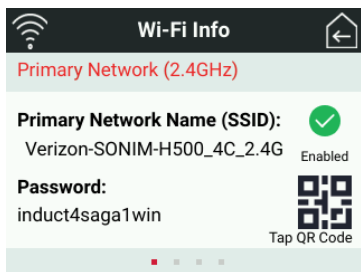 Wi-Fi Info
Primary Network (2.4GHz)
Primary Network Name (SSID):
Verizon-SONIM-H500_4C_2.4G
Enabled
Password:
induct4saga1win
Tap QR Code